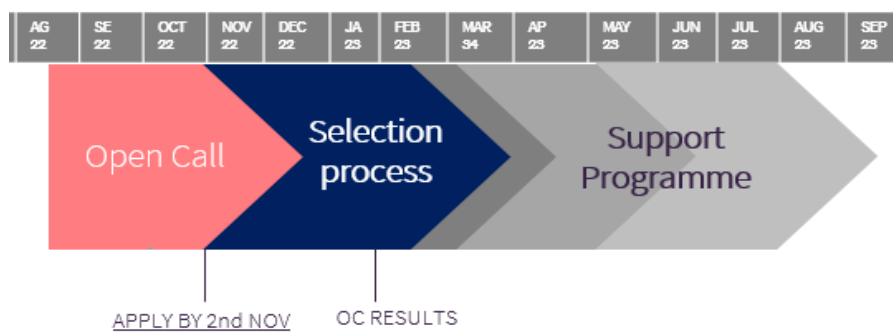 AG SE OCT NOV DEC JA FEB MAR AP MAY JUN JUL AUG SEP
22 22 22 22 22 23 23 34 23 23 23 23 23 23
Open Call
Selection
process
Support
Programme
APPLY BY 2nd NOV
OC RESULTS